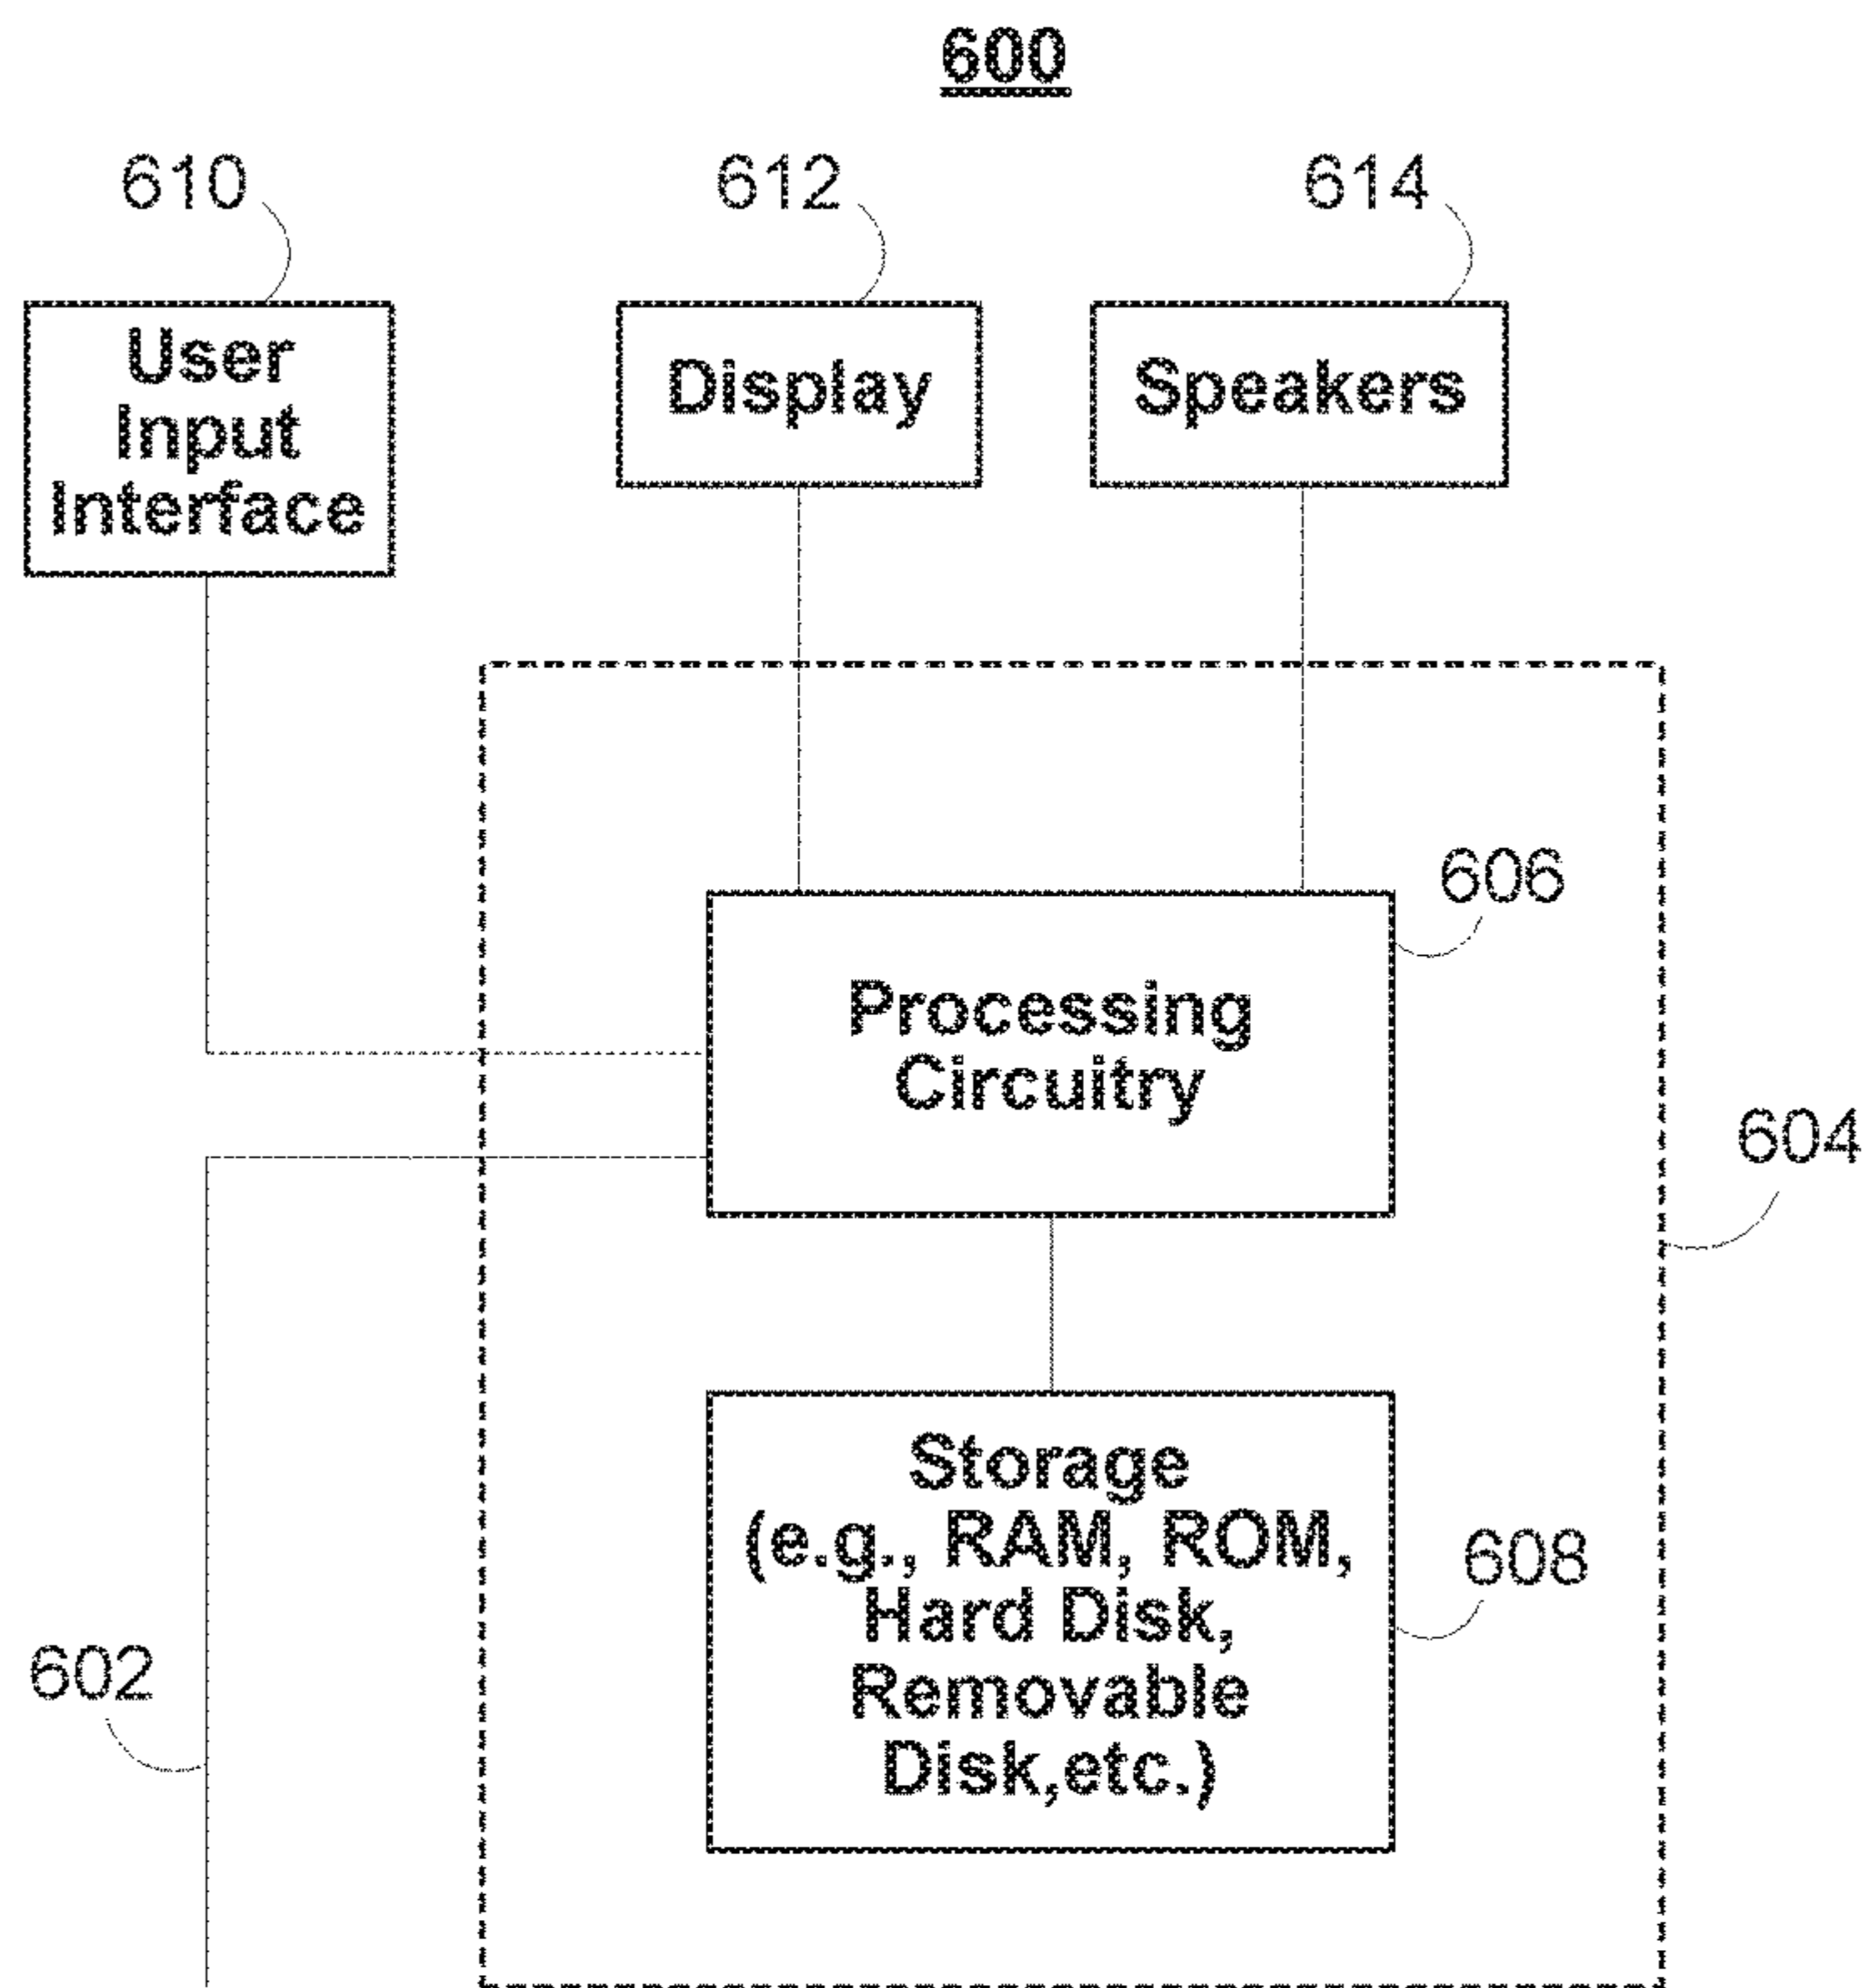 600
610
612
614
User
Input
Interface
Display
Speakers
606
Processing
Circuitry
604
Storage
(e.g., RAM, ROM,
Hard Disk,
Removable
Disk,etc.)
608
602